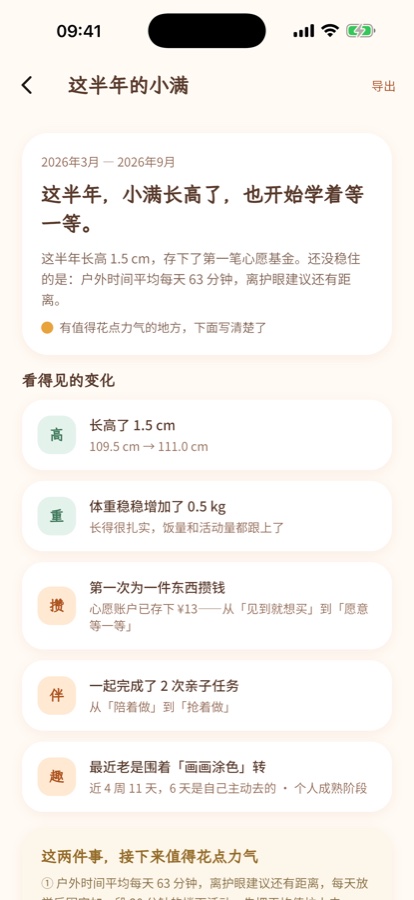 09:41
这半年的小满
导出
2026年3月 — 2026年9月
这半年，小满长高了，也开始学着等
一等。
这半年长高 1.5 cm，存下了第一笔心愿基金。还没稳住
的是：户外时间平均每天 63 分钟，离护眼建议还有距
离。
有值得花点力气的地方，下面写清楚了
看得见的变化
高
长高了 1.5 cm
109.5 cm → 111.0 cm
重
体重稳稳增加了 0.5 kg
长得很扎实，饭量和活动量都跟上了
攒
第一次为一件东西攒钱
心愿账户已存下 ¥13——从「见到就想买」到「愿意
等一等」
伴
一起完成了 2 次亲子任务
从「陪着做」到「抢着做」
趣
最近老是围着「画画涂色」转
近 4 周 11 天，6 天是自己主动去的 · 个人成熟阶段
这两件事，接下来值得花点力气
① 户外时间平均每天 63 分钟，离护眼建议还有距离，每天放